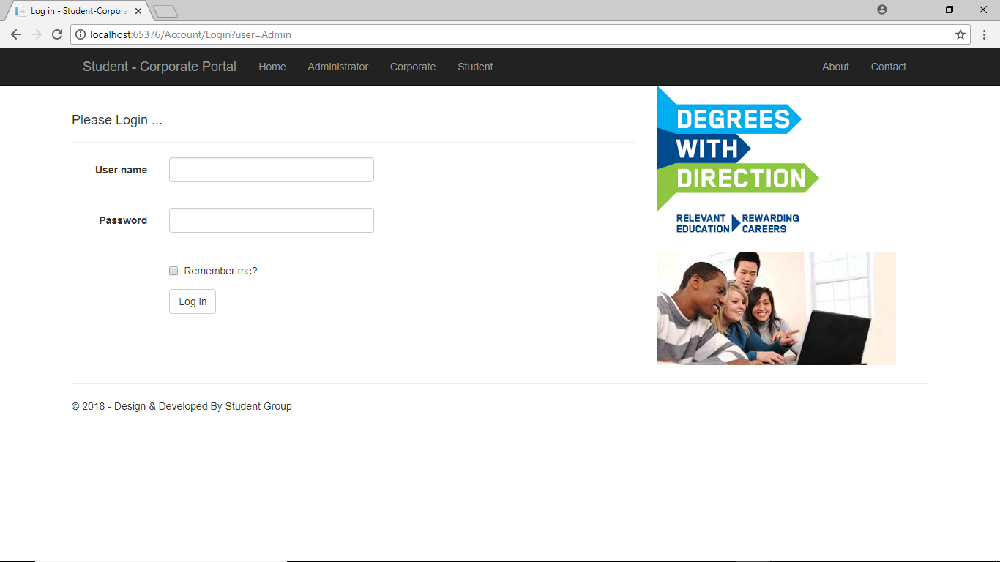 Log in - Student-Corpora
localhost:65376/Account/Login?user=Admin
Student - Corporate Portal Home Administrator Corporate Student About Contact
Please Login ...
User name
Password
Remember me?
Log in
DEGREES
WITH
DIRECTION
RELEVANT REWARDING
EDUCATION CAREERS
© 2018 - Design & Developed By Student Group